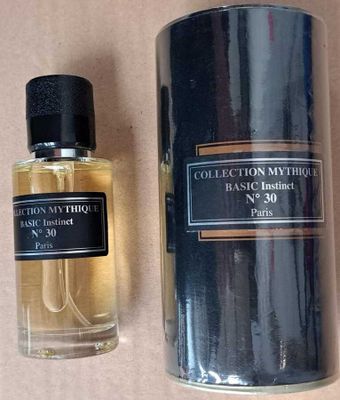 COLLECTION MYTHIQUE
BASIC Instinct
N° 30
Paris
COLLECTION MYTHIQUE
BASIC Instinct
N° 30
Paris